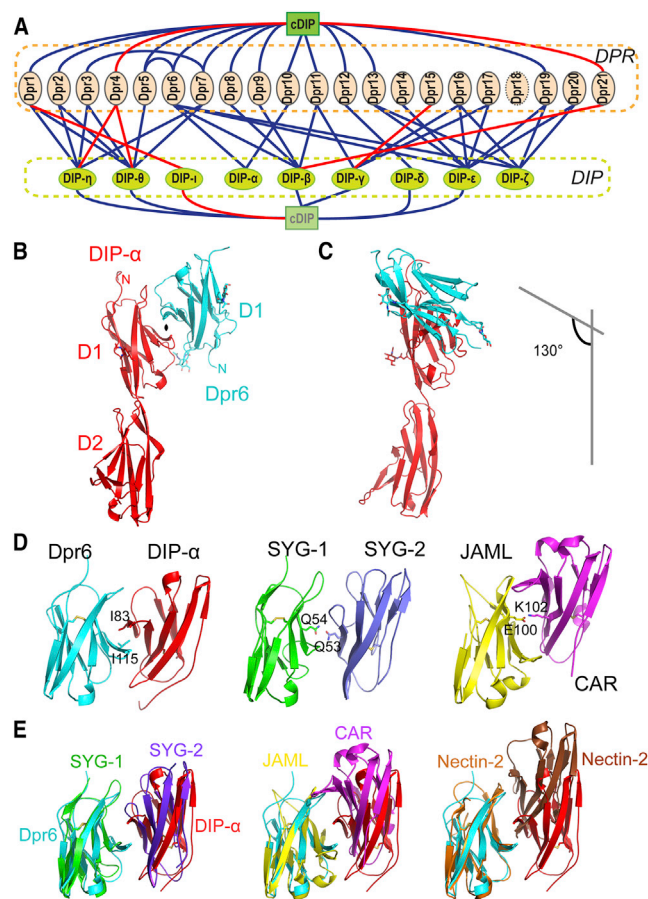 A
cDIP
DPR
Dpr1 Dpr2 Dpr3 Dpr4 Dpr5 Dpr6 Dpr7 Dpr8 Dpr9 Dpr10 Dpr11 Dpr12 Dpr13 Dpr14 Dpr15 Dpr16 Dpr17 Dpr18 Dpr19 Dpr20 Dpr21
DIP-η DIP-θ DIP-ι DIP-α DIP-β DIP-γ DIP-δ DIP-ε DIP-ζ DIP
cDIP
B
DIP-α
N
D1
D1
N
Dpr6
D2
C
130°
D
Dpr6 DIP-α
I83
I115
SYG-1 SYG-2
Q54
Q53
JAML
K102
E100
CAR
E
SYG-1 SYG-2
Dpr6
DIP-α
JAML CAR
Nectin-2 Nectin-2